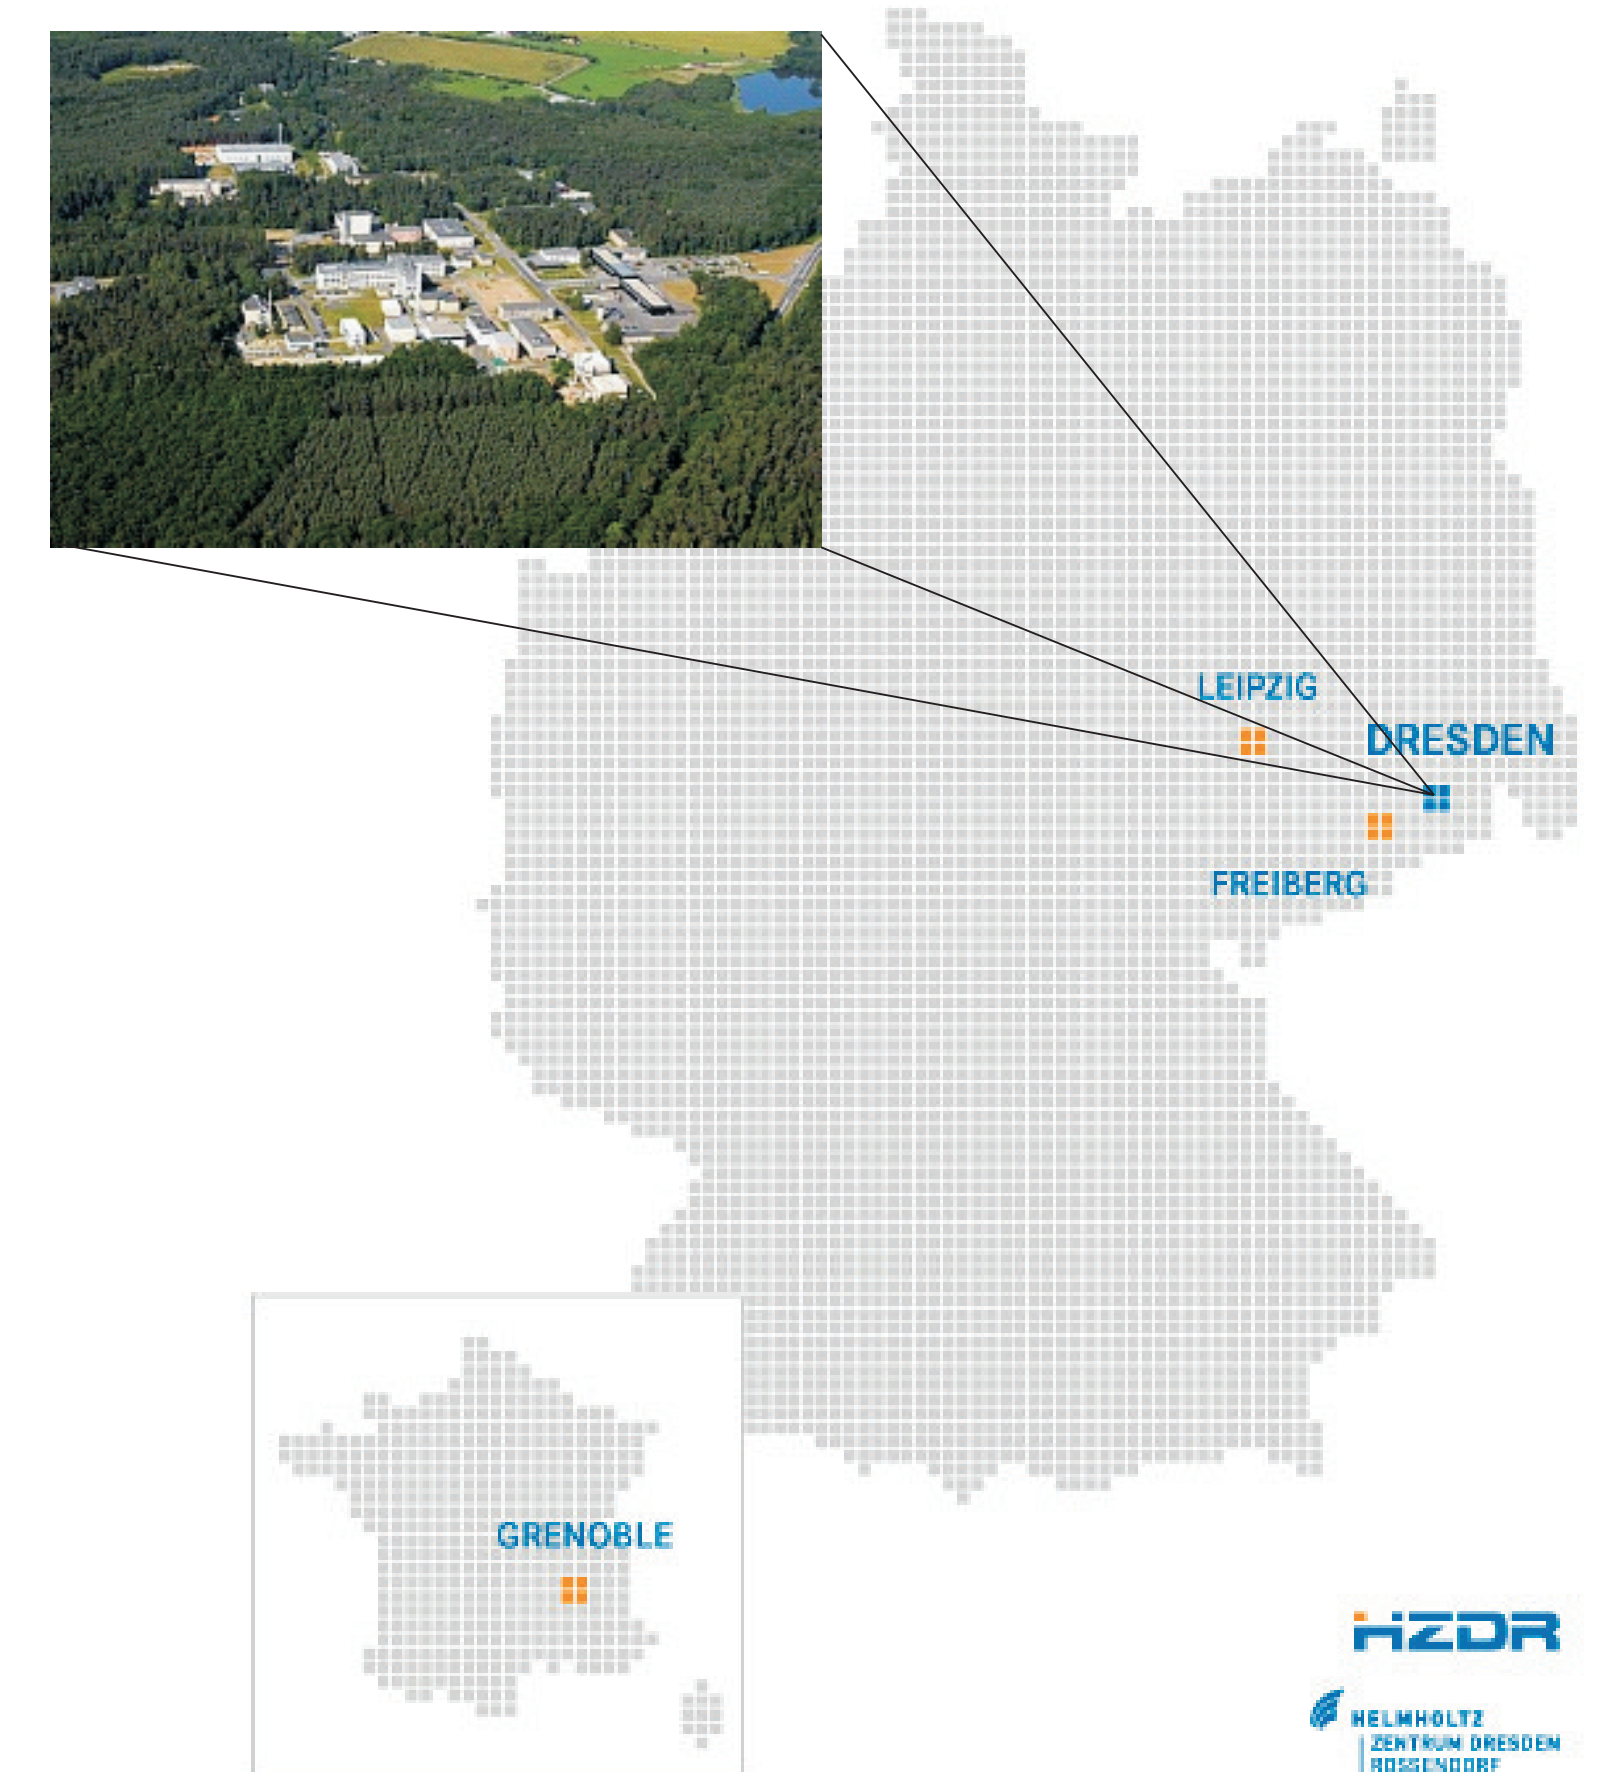 LEIPZIG
DRESDEN
FREIBERG
GRENOBLE
HZDR
HELMHOLTZ
ZENTRUM DRESDEN
ROSSENDORF